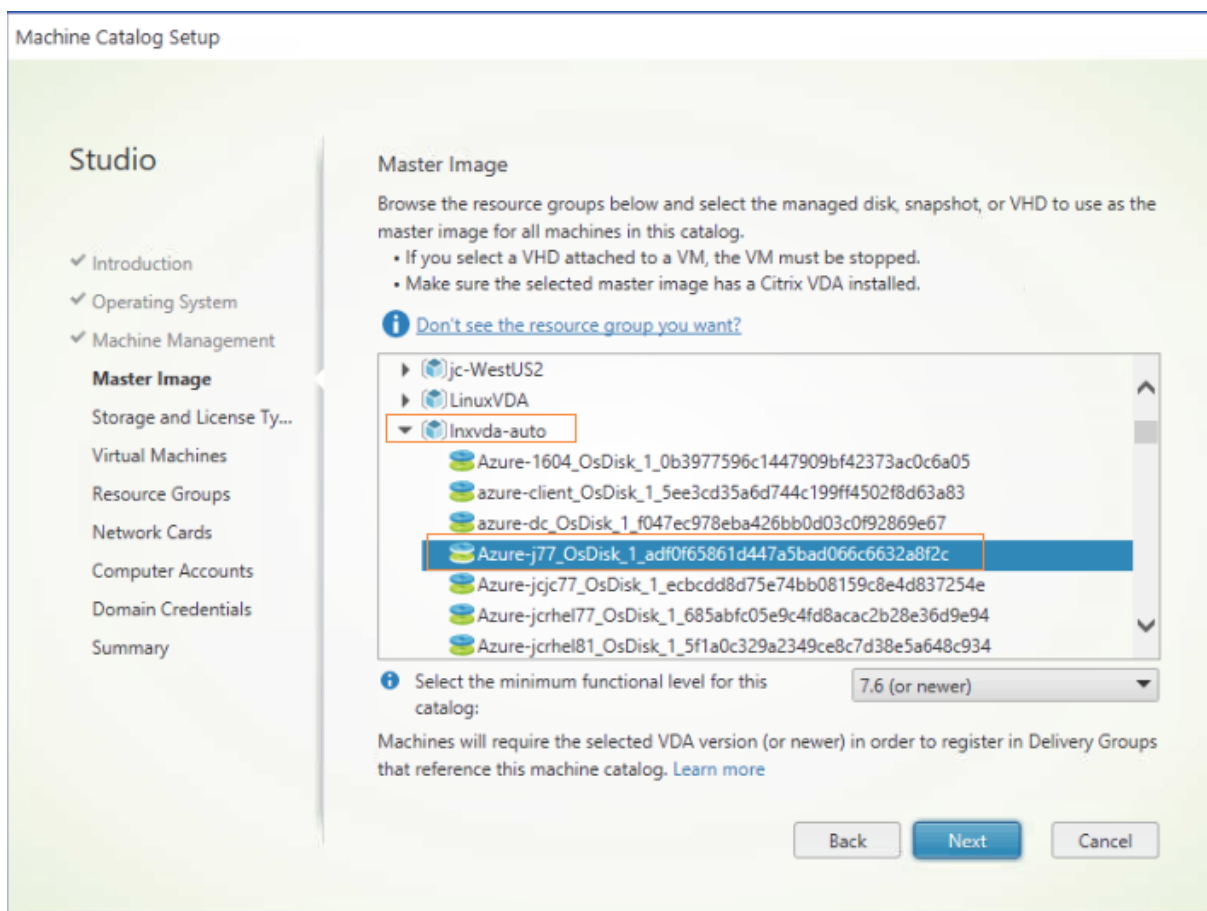 Machine Catalog Setup
Studio
Introduction
Operating System
Machine Management
Master Image
Storage and License Ty...
Virtual Machines
Resource Groups
Network Cards
Computer Accounts
Domain Credentials
Summary
Master Image
Browse the resource groups below and select the managed disk, snapshot, or VHD to use as the
master image for all machines in this catalog.
• If you select a VHD attached to a VM, the VM must be stopped.
• Make sure the selected master image has a Citrix VDA installed.
Don't see the resource group you want?
jc-WestUS2
LinuxVDA
lnxvda-auto
Azure-1604_OsDisk_1_0b3977596c1447909bf42373ac0c6a05
azure-client_OsDisk_1_5ee3cd35a6d744c199ff4502f8d63a83
azure-dc_OsDisk_1_f047ec978eba426bb0d03c0f92869e67
Azure-j77_OsDisk_1_adf0f65861d447a5bad066c6632a8f2c
Azure-jcjc77_OsDisk_1_ecbcdd8d75e74bb08159c8e4d837254e
Azure-jcrhel77_OsDisk_1_685abfc05e9c4fd8acac2b28e36d9e94
Azure-jcrhel81_OsDisk_1_5f1a0c329a2349ce8c7d38e5a648c934
Select the minimum functional level for this
catalog:
7.6 (or newer)
Machines will require the selected VDA version (or newer) in order to register in Delivery Groups
that reference this machine catalog. Learn more
Back
Next
Cancel